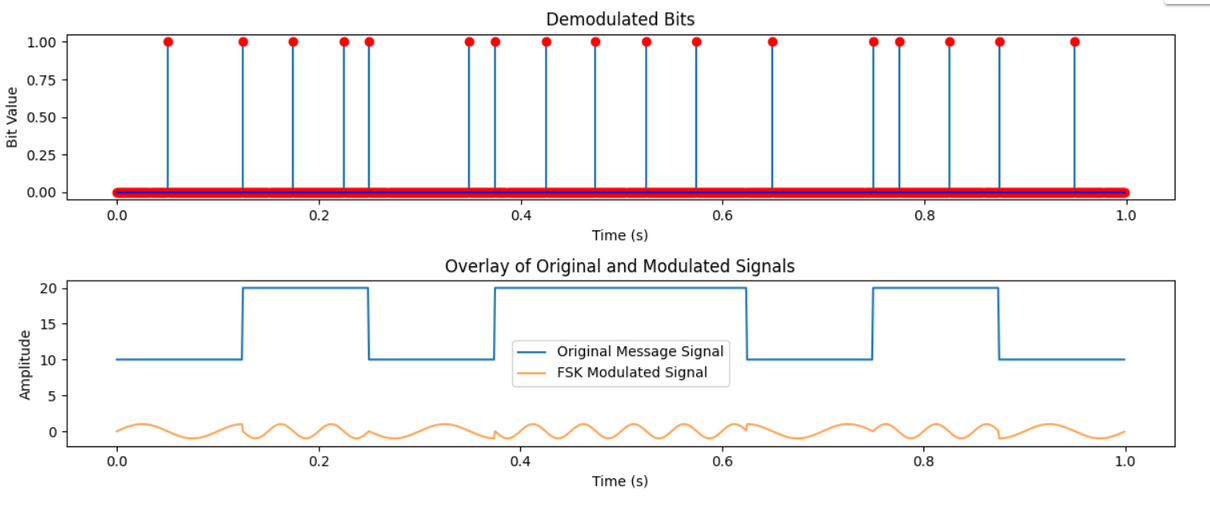 Demodulated Bits
1.00
0.75
0.50
0.25
0.00
Bit Value
0.0 0.2 0.4 0.6 0.8 1.0
Time (s)
Overlay of Original and Modulated Signals
20
15
10
5
0
Amplitude
Original Message Signal
FSK Modulated Signal
0.0 0.2 0.4 0.6 0.8 1.0
Time (s)